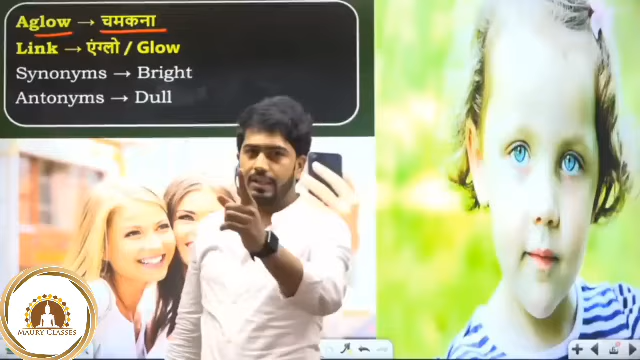 Aglow → चमकना
Link → एंग्लो / Glow
Synonyms → Bright
Antonyms → Dull
MAURY CLASSES